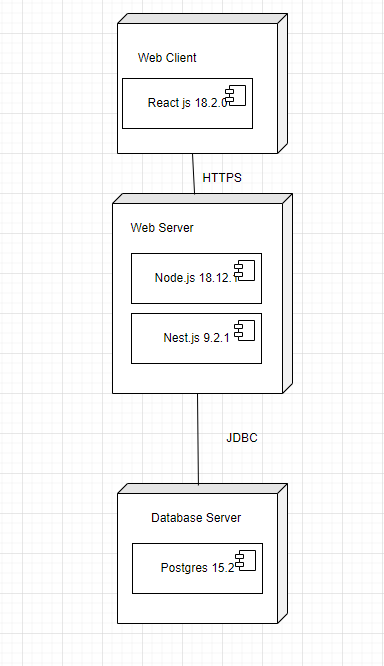 Web Client
React js 18.2.0
HTTPS
Web Server
Node.js 18.12.1
Nest.js 9.2.1
JDBC
Database Server
Postgres 15.2